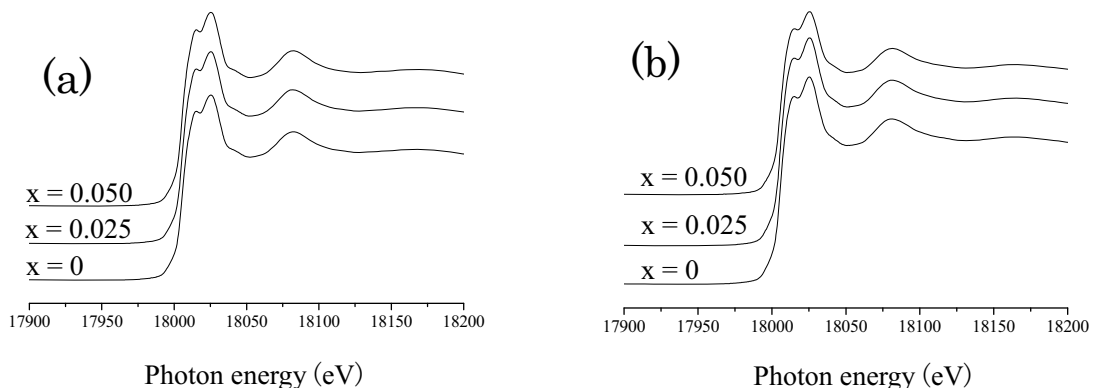 (a)
x = 0.050
x = 0.025
x = 0
17900 17950 18000 18050 18100 18150 18200
Photon energy (eV)
(b)
x = 0.050
x = 0.025
x = 0
17900 17950 18000 18050 18100 18150 18200
Photon energy (eV)